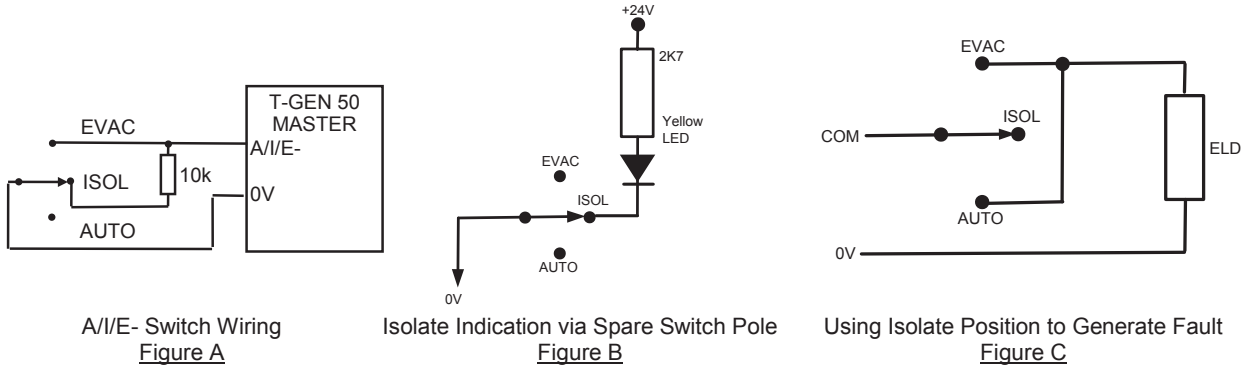 EVAC
ISOL
AUTO
10k
T-GEN 50
MASTER
A/I/E-
0V
A/I/E- Switch Wiring
Figure A
+24V
2K7
Yellow
LED
EVAC
ISOL
AUTO
0V
Isolate Indication via Spare Switch Pole
Figure B
EVAC
COM
ISOL
AUTO
0V
ELD
Using Isolate Position to Generate Fault
Figure C